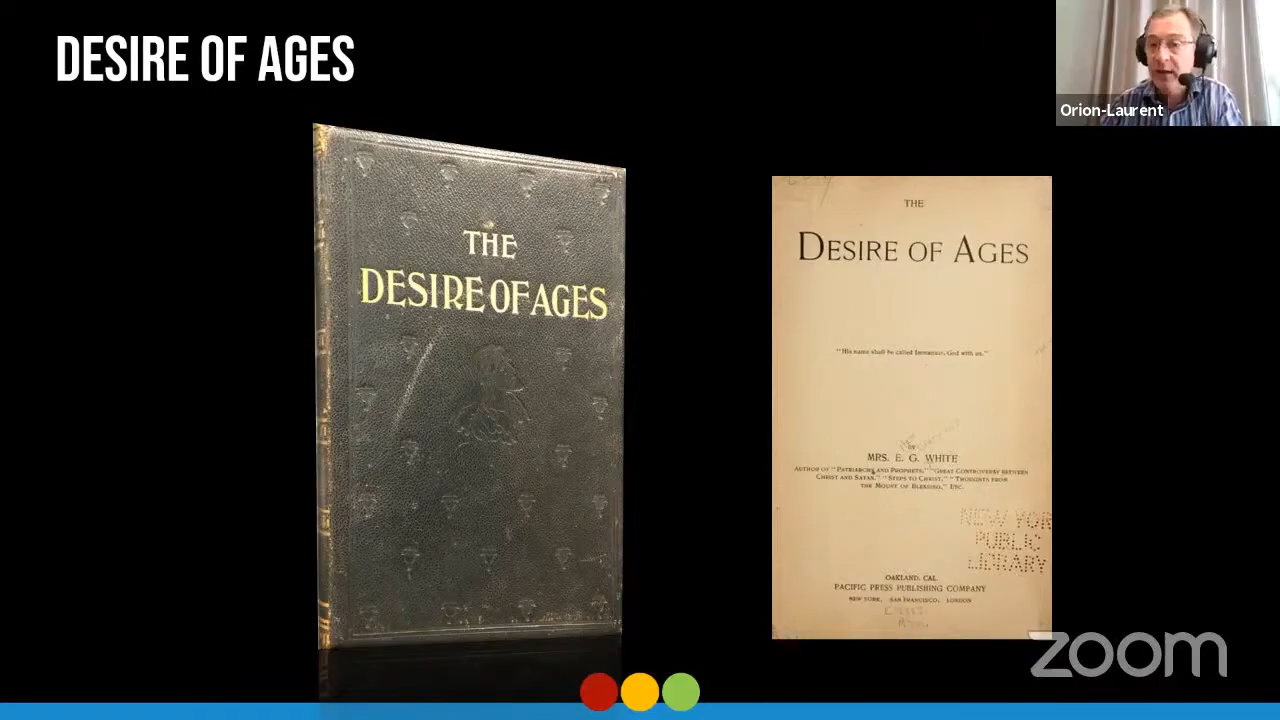 DESIRE OF AGES
Orion-Laurent
THE
DESIRE OF AGES
THE
DESIRE OF AGES
"His name shall be called Immanuel, God with us."
BY
MRS. E. G. WHITE
AUTHOR OF "PATRIARCHS AND PROPHETS," "GREAT CONTROVERSY BETWEEN
CHRIST AND SATAN," "STEPS TO CHRIST," "THOUGHTS FROM
THE MOUNT OF BLESSING," ETC.
NEW YOR
PUBLIC
LIBRARY
OAKLAND, CAL.
PACIFIC PRESS PUBLISHING COMPANY
NEW YORK, SAN FRANCISCO, LONDON
zoom